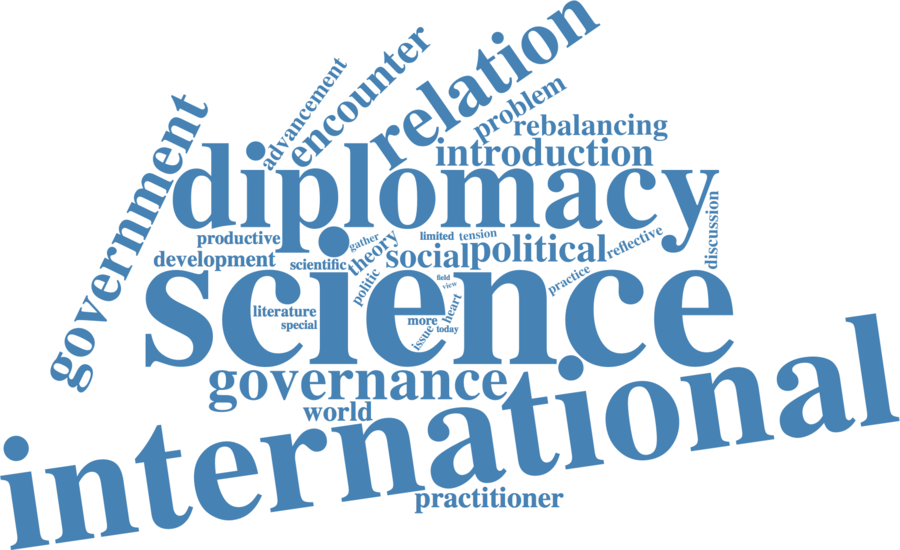 relation
encounter
advancement
problem
government
rebalancing
introduction
diplomacy
discussion
productive
gather
theory
limited
tension
reflective
political
social
development
scientific
politic
field
view
practice
science
literature
special
heart
more
issue
today
governance
world
international
practitioner